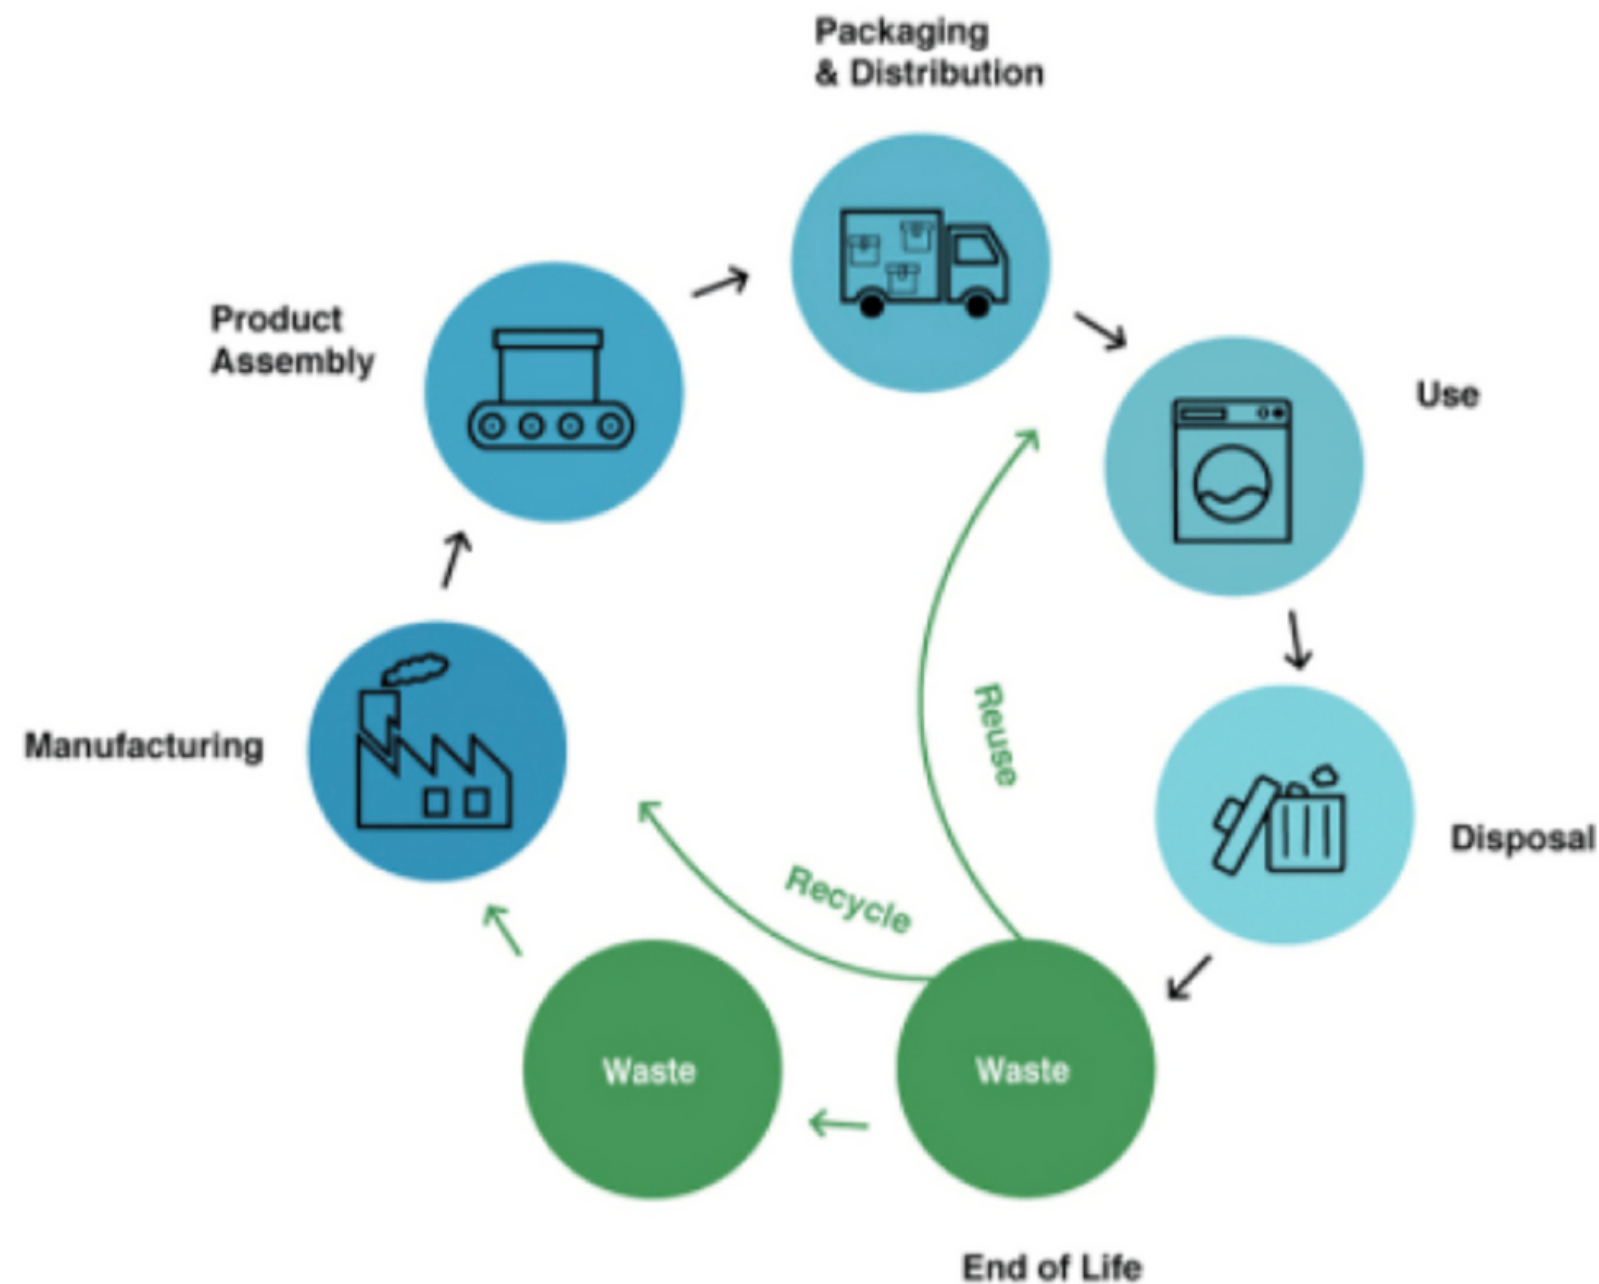 Packaging
& Distribution
Product
Assembly
Use
Reuse
Manufacturing
Disposal
Recycle
Waste
Waste
End of Life